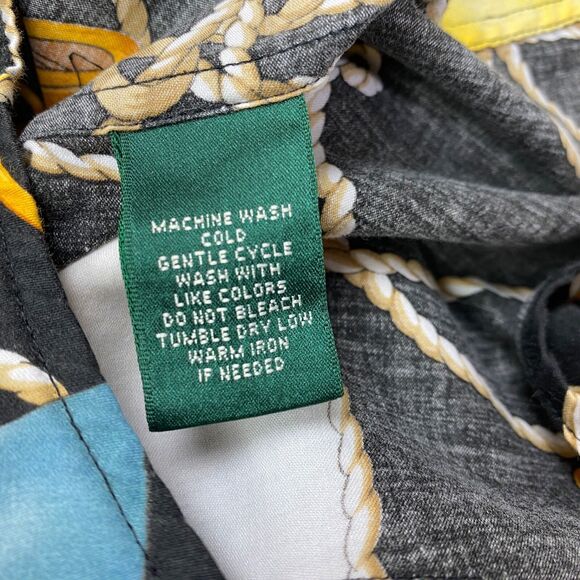 MACHINE WASH
COLD
GENTLE CYCLE
WASH WITH
LIKE COLORS
DO NOT BLEACH
TUMBLE DRY LOW
WARM IRON
IF NEEDED